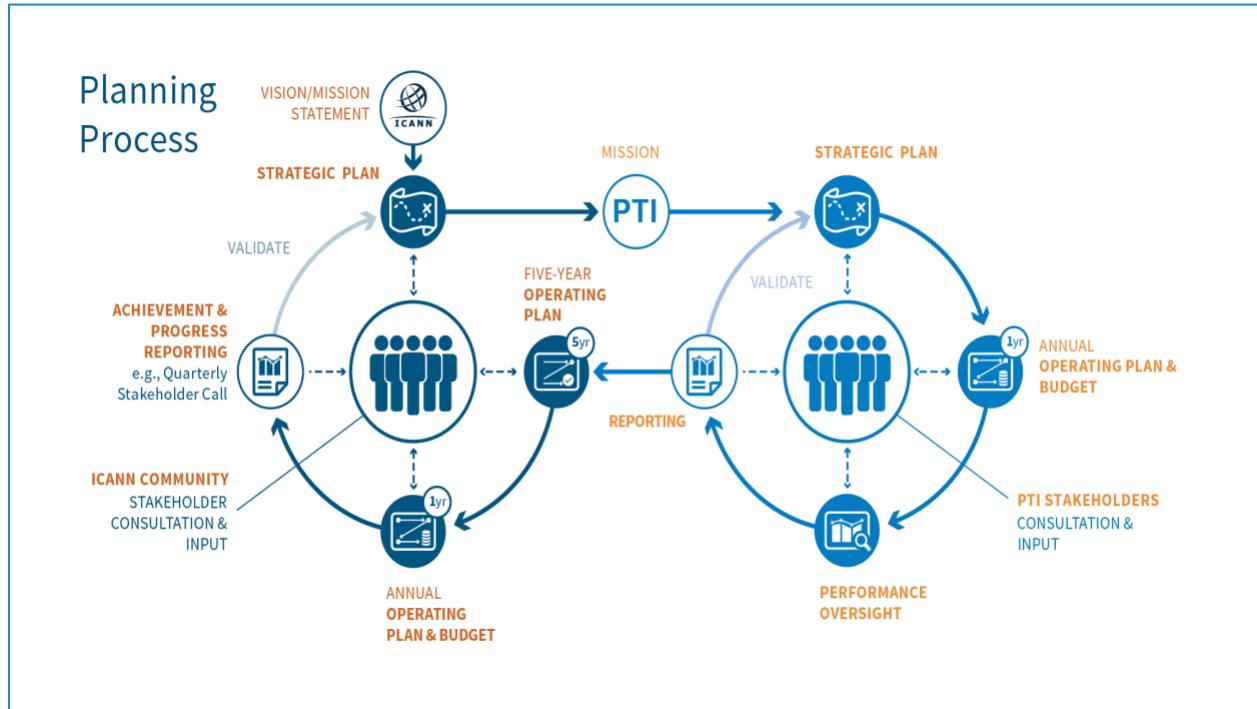 Planning
Process
VISION/MISSION
STATEMENT
ICANN
STRATEGIC PLAN
MISSION
PTI
STRATEGIC PLAN
VALIDATE
FIVE-YEAR
OPERATING
PLAN
5yr
VALIDATE
ACHIEVEMENT &
PROGRESS
REPORTING
e.g., Quarterly
Stakeholder Call
1yr
ANNUAL
OPERATING PLAN &
BUDGET
REPORTING
ICANN COMMUNITY
STAKEHOLDER
CONSULTATION &
INPUT
1yr
PTI STAKEHOLDERS
CONSULTATION &
INPUT
ANNUAL
OPERATING
PLAN & BUDGET
PERFORMANCE
OVERSIGHT